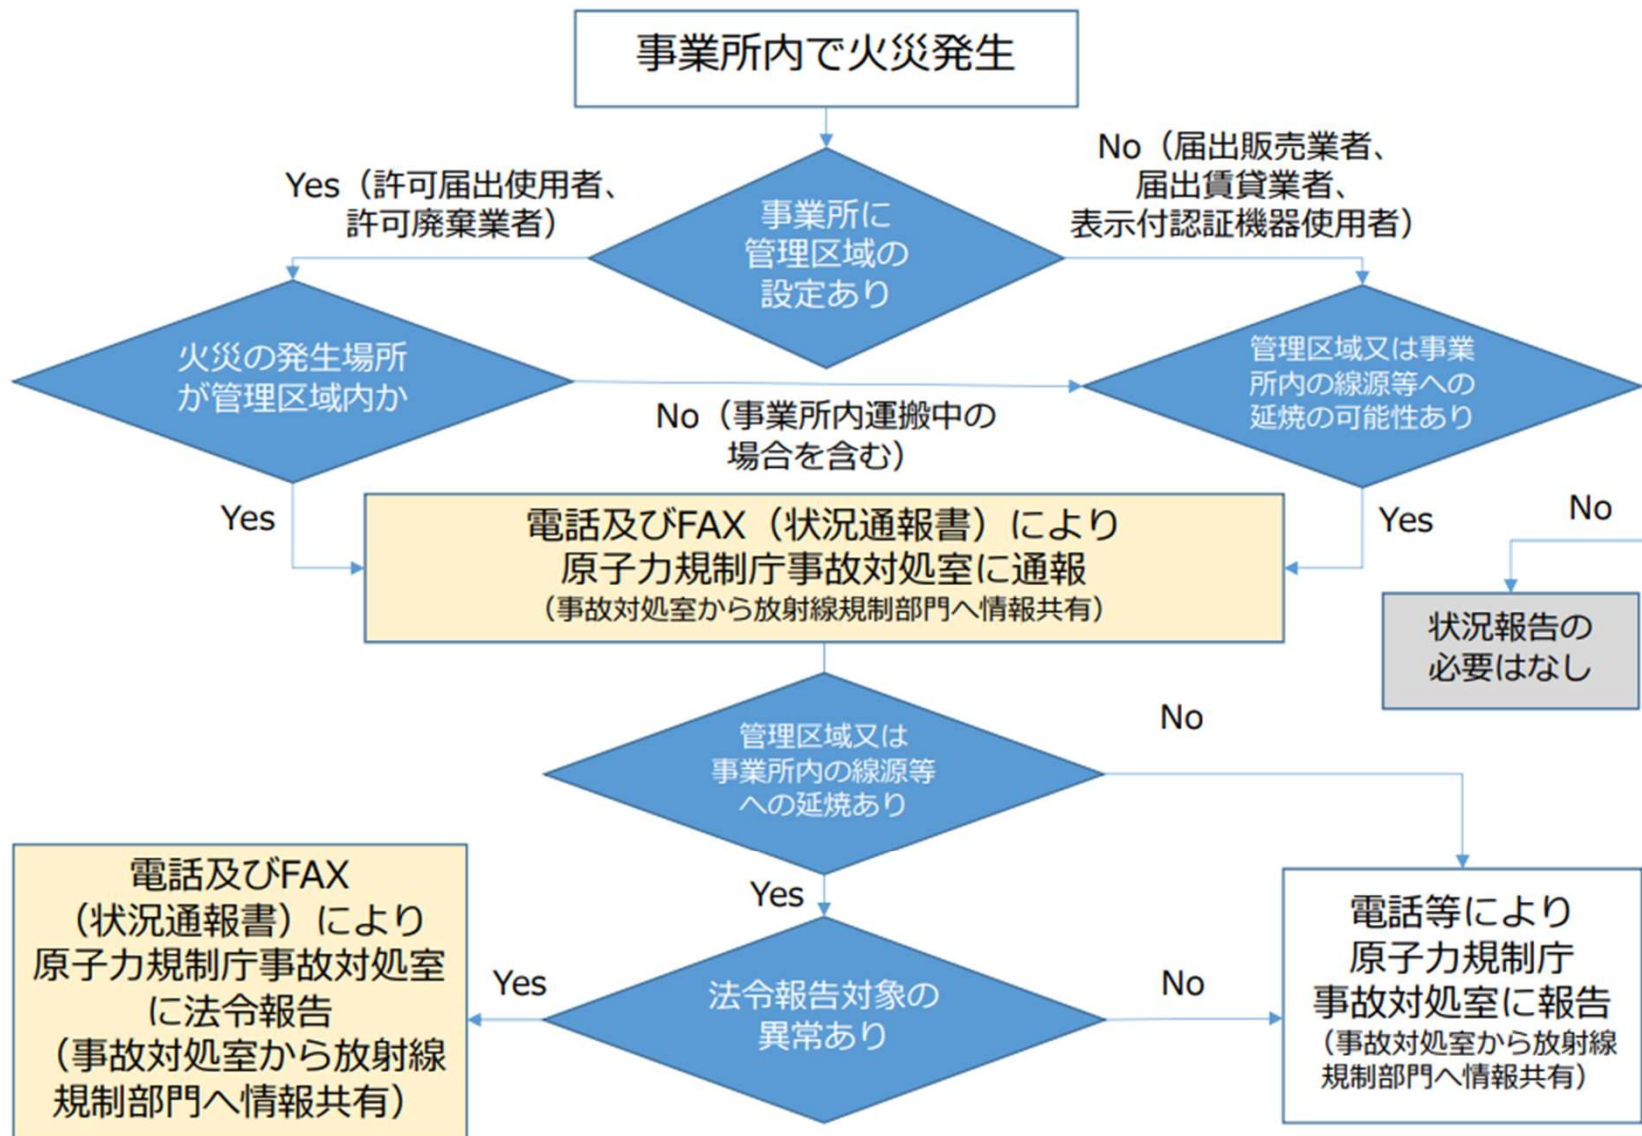 事業所内で火災発生
Yes（許可届出使用者、
許可廃棄業者）
事業所に
管理区域の
設定あり
No（届出販売業者、
届出賃貸業者、
表示付認証機器使用者）
火災の発生場所
が管理区域内か
No（事業所内運搬中の
場合を含む）
管理区域又は事業
所内の線源等への
延焼の可能性あり
Yes
電話及びFAX（状況通報書）により
原子力規制庁事故対処室に通報
（事故対処室から放射線規制部門へ情報共有）
Yes
No
状況報告の
必要はなし
管理区域又は
事業所内の線源等
への延焼あり
No
Yes
電話及びFAX
（状況通報書）により
原子力規制庁事故対処室
に法令報告
（事故対処室から放射線
規制部門へ情報共有）
Yes
法令報告対象の
異常あり
No
電話等により
原子力規制庁
事故対処室に報告
（事故対処室から放射線
規制部門へ情報共有）